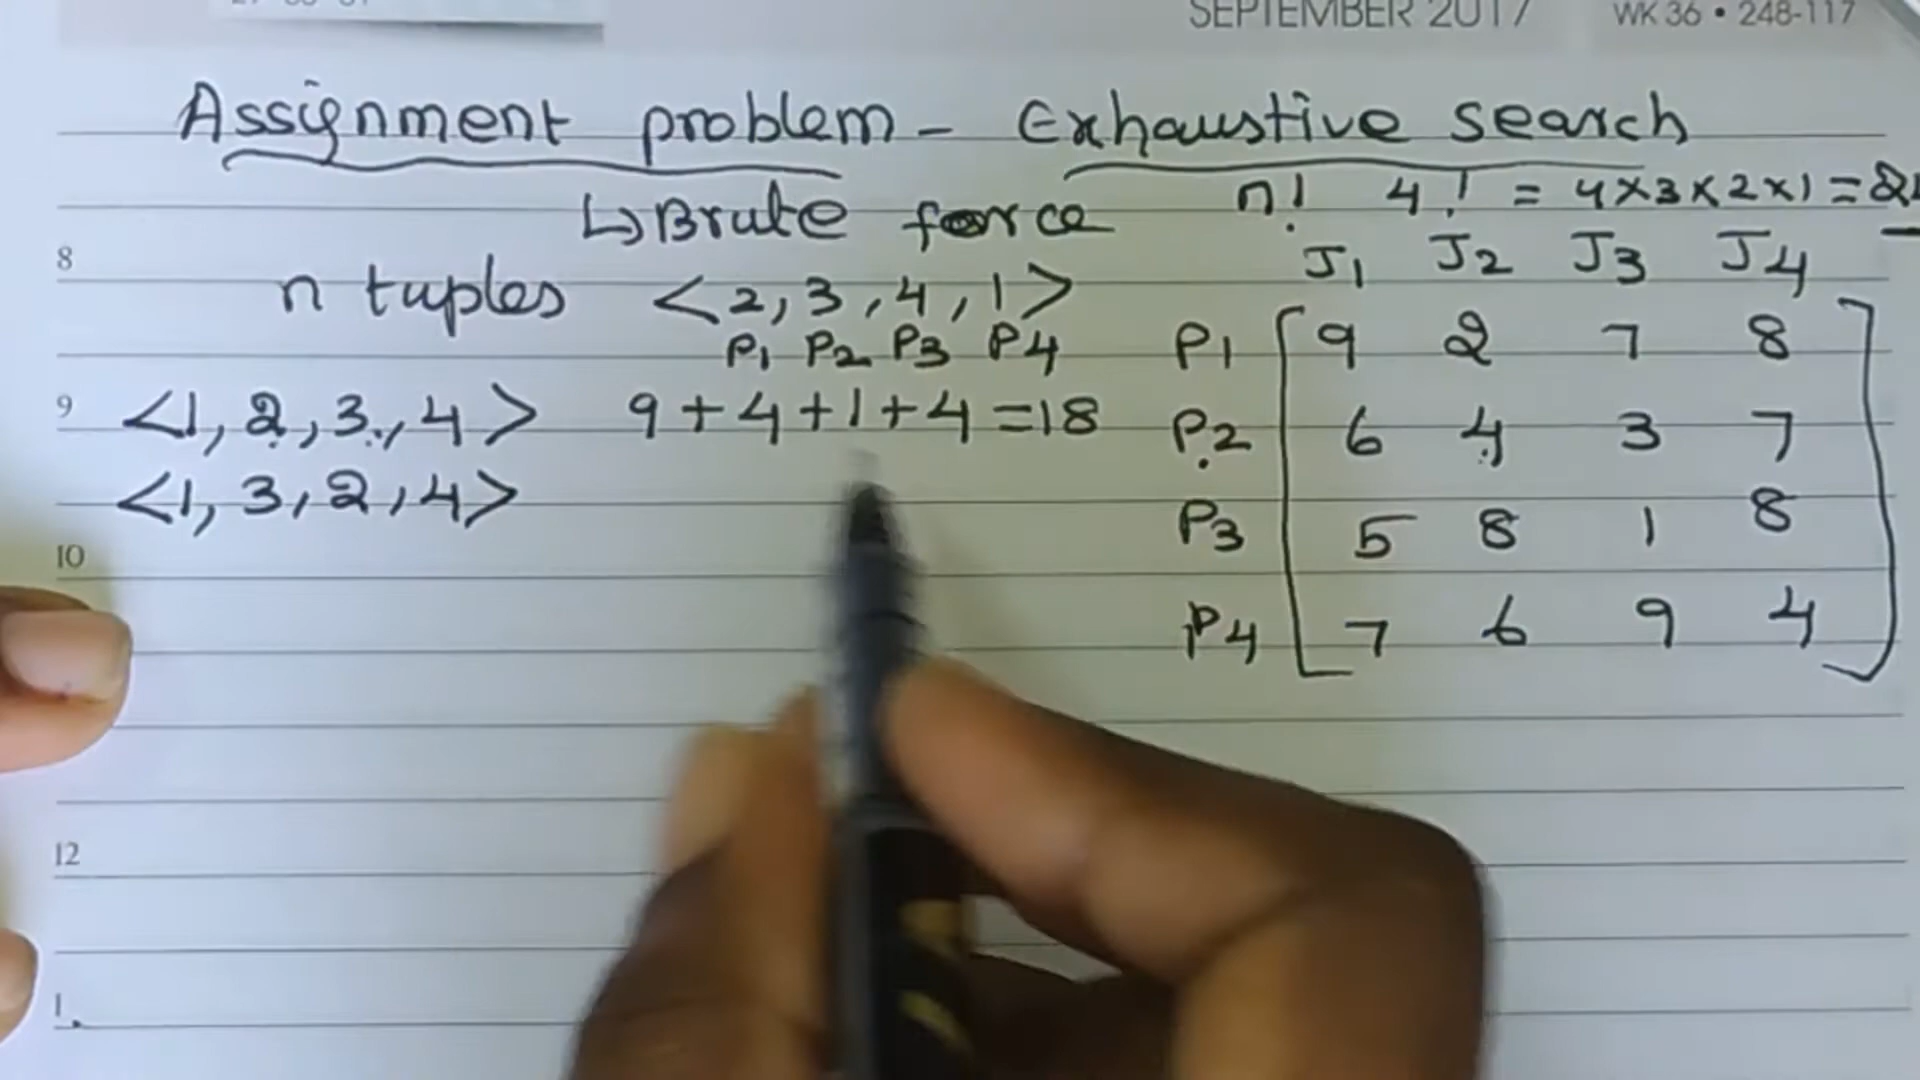 SEPTEMBER 2017 WK 36 • 248-117
Assignment problem - Exhaustive search
↳Brute force n! 4! = 4×3×2×1=24
8
n tuples <2,3,4,1> J1 J2 J3 J4
P1 P2 P3 P4 P1 9 2 7 8
9 <1,2,3,4> 9+4+1+4=18 P2 6 4 3 7
<1,3,2,4> P3 5 8 1 8
10
P4 7 6 9 4
12
1